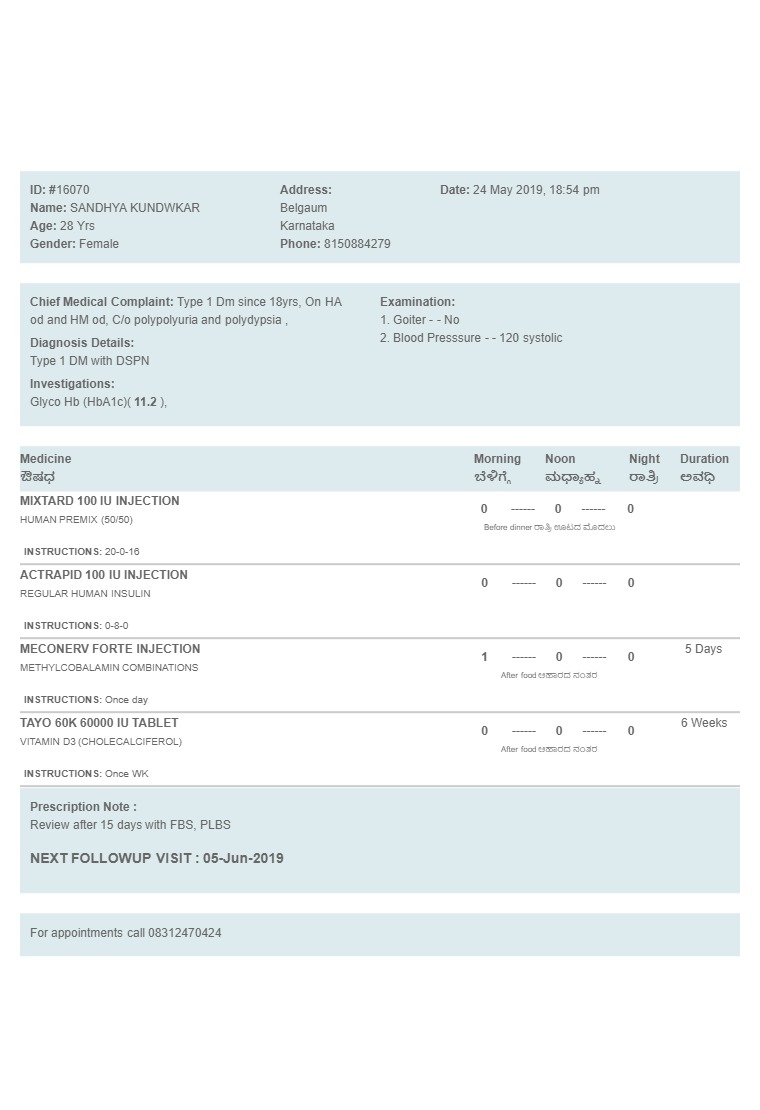 ID: #16070
Name: SANDHYA KUNDWKAR
Age: 28 Yrs
Gender: Female
Address:
Belgaum
Karnataka
Phone: 8150884279
Date: 24 May 2019, 18:54 pm
Chief Medical Complaint: Type 1 Dm since 18yrs, On HA
od and HM od, C/o polypolyuria and polydypsia ,
Diagnosis Details:
Type 1 DM with DSPN
Investigations:
Glyco Hb (HbA1c)( 11.2 ),
Examination:
1. Goiter - - No
2. Blood Presssure - - 120 systolic
Medicine Morning Noon Night Duration
ಔಷಧ ಬೆಳಿಗ್ಗೆ ಮಧ್ಯಾಹ್ನ ರಾತ್ರಿ ಅವಧಿ
MIXTARD 100 IU INJECTION
HUMAN PREMIX (50/50)
0 ------ 0 ------ 0
Before dinner ರಾತ್ರಿ ಊಟದ ಮೊದಲು
INSTRUCTIONS: 20-0-16
ACTRAPID 100 IU INJECTION
REGULAR HUMAN INSULIN
0 ------ 0 ------ 0
INSTRUCTIONS: 0-8-0
MECONERV FORTE INJECTION
METHYLCOBALAMIN COMBINATIONS
1 ------ 0 ------ 0 5 Days
After food ಆಹಾರದ ನಂತರ
INSTRUCTIONS: Once day
TAYO 60K 60000 IU TABLET
VITAMIN D3 (CHOLECALCIFEROL)
0 ------ 0 ------ 0 6 Weeks
After food ಆಹಾರದ ನಂತರ
INSTRUCTIONS: Once WK
Prescription Note :
Review after 15 days with FBS, PLBS
NEXT FOLLOWUP VISIT : 05-Jun-2019
For appointments call 08312470424